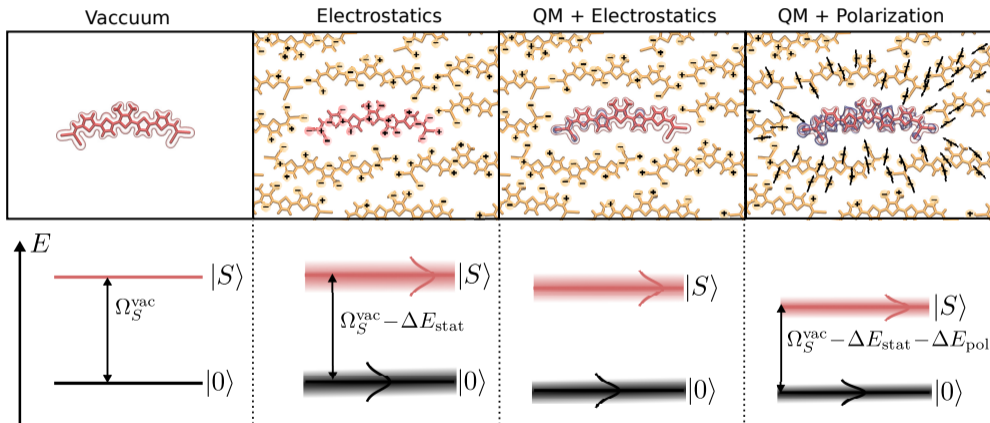 Vaccuum
Electrostatics
QM + Electrostatics
QM + Polarization
E
|S⟩
Ω_S^vac
|0⟩
|S⟩
Ω_S^vac − ΔE_stat
|0⟩
|S⟩
|0⟩
|S⟩
Ω_S^vac − ΔE_stat − ΔE_pol
|0⟩